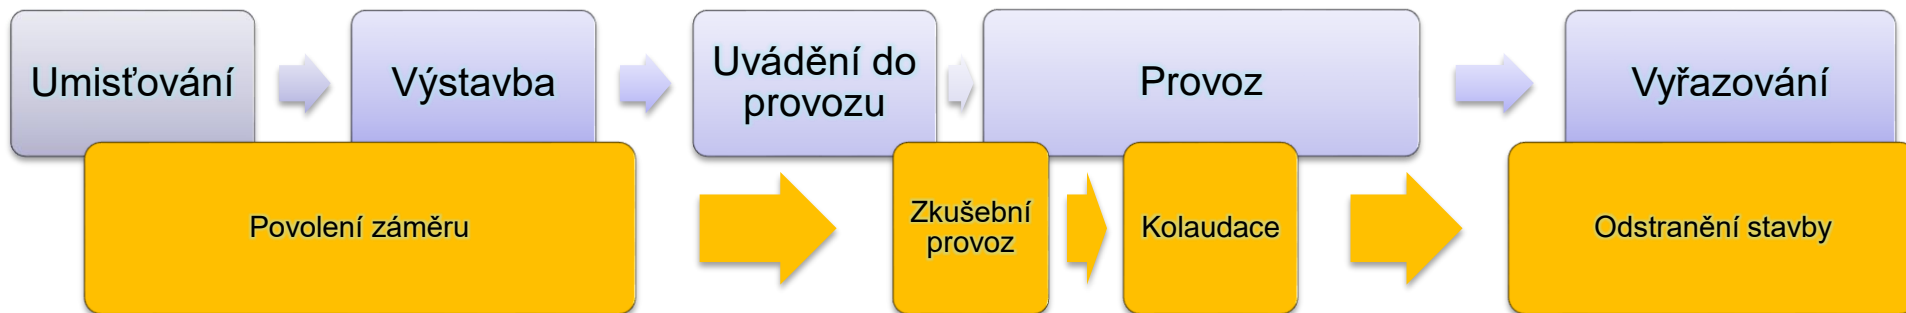 Umisťování
Výstavba
Uvádění do
provozu
Provoz
Vyřazování
Povolení záměru
Zkušební
provoz
Kolaudace
Odstranění stavby